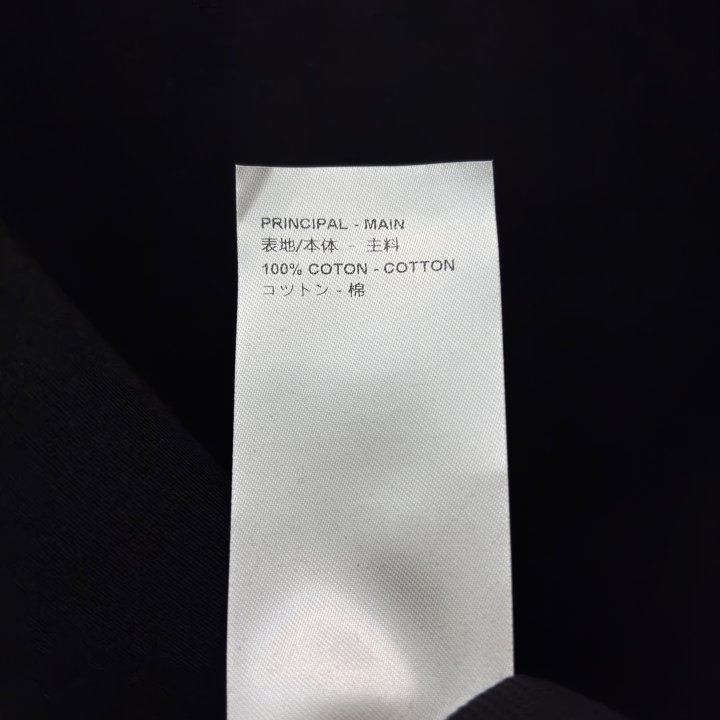 PRINCIPAL - MAIN
表地/本体 - 主料
100% COTON - COTTON
コットン - 棉